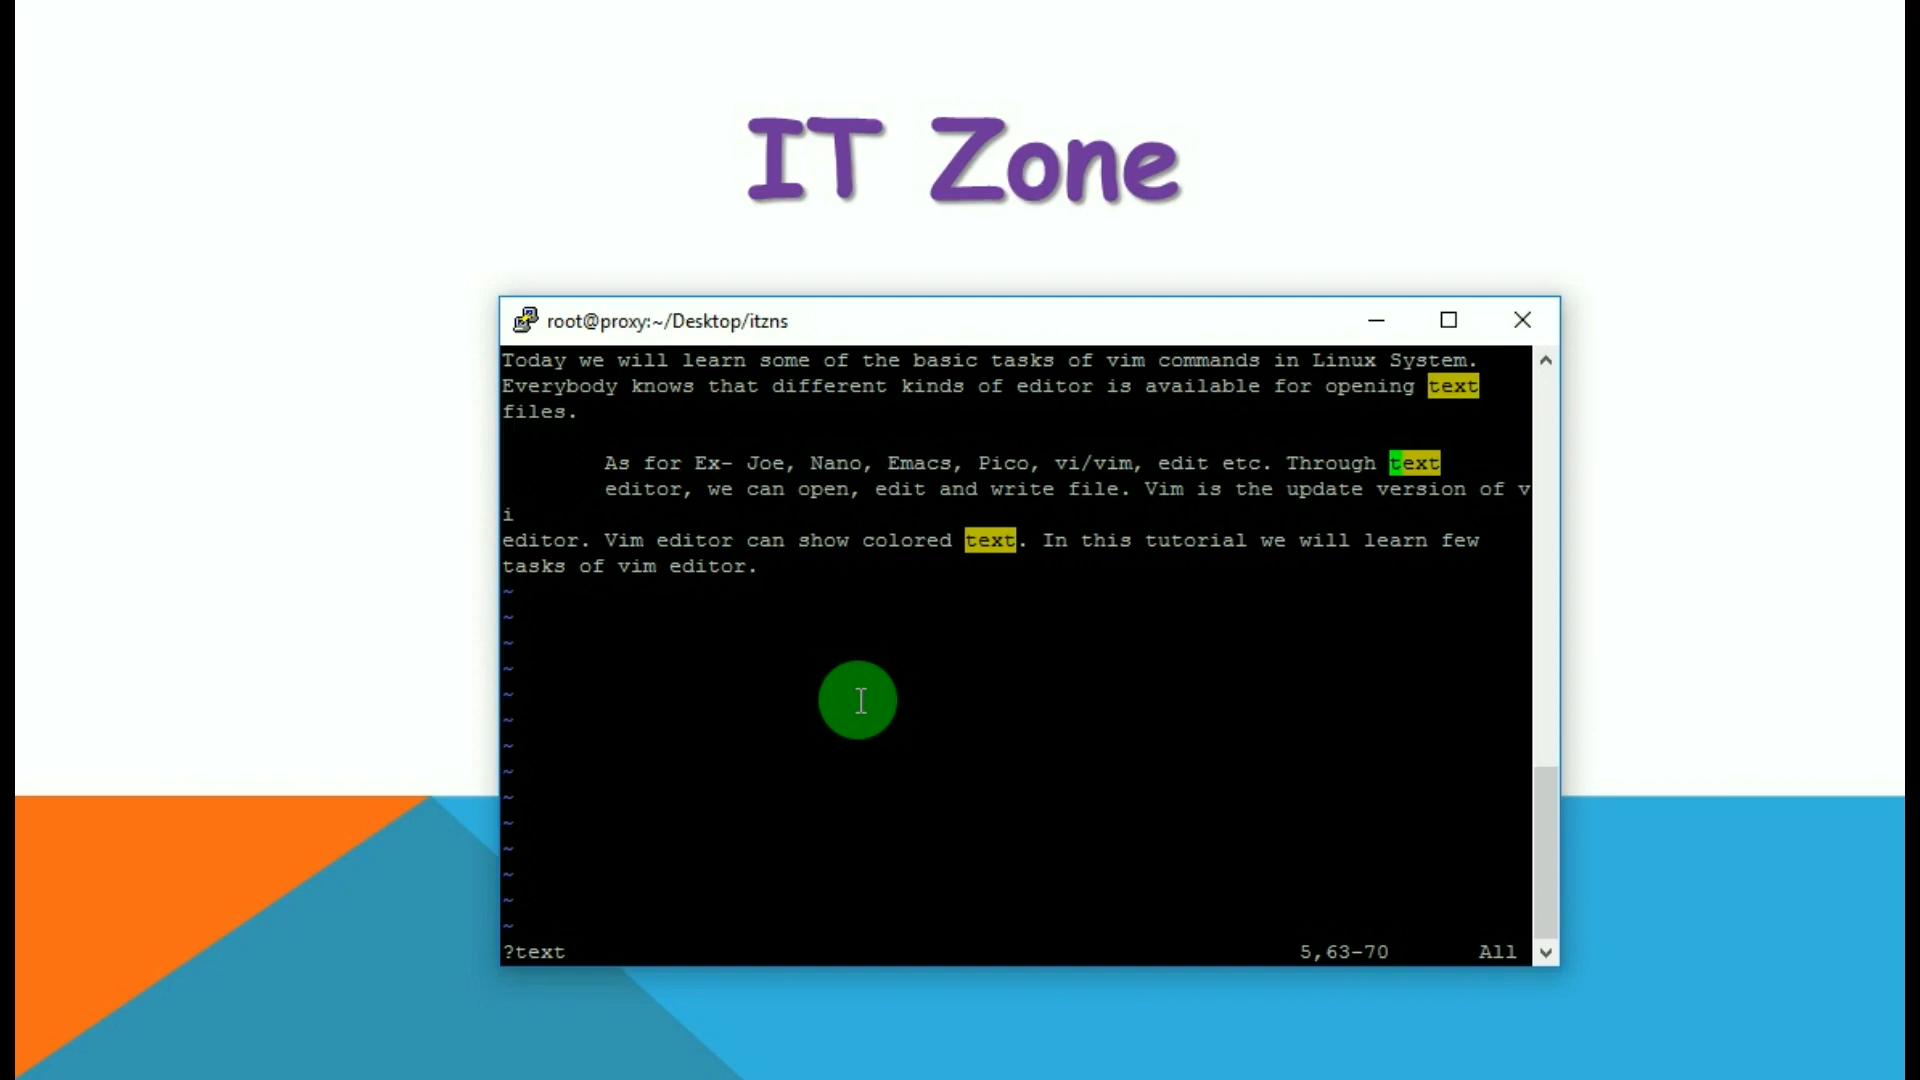 IT Zone
root@proxy:~/Desktop/itzns
Today we will learn some of the basic tasks of vim commands in Linux System.
Everybody knows that different kinds of editor is available for opening text
files.
As for Ex- Joe, Nano, Emacs, Pico, vi/vim, edit etc. Through text
editor, we can open, edit and write file. Vim is the update version of v
i
editor. Vim editor can show colored text. In this tutorial we will learn few
tasks of vim editor.
~
~
~
~
~
~
~
~
~
~
~
~
~
~
?text 5,63-70 All